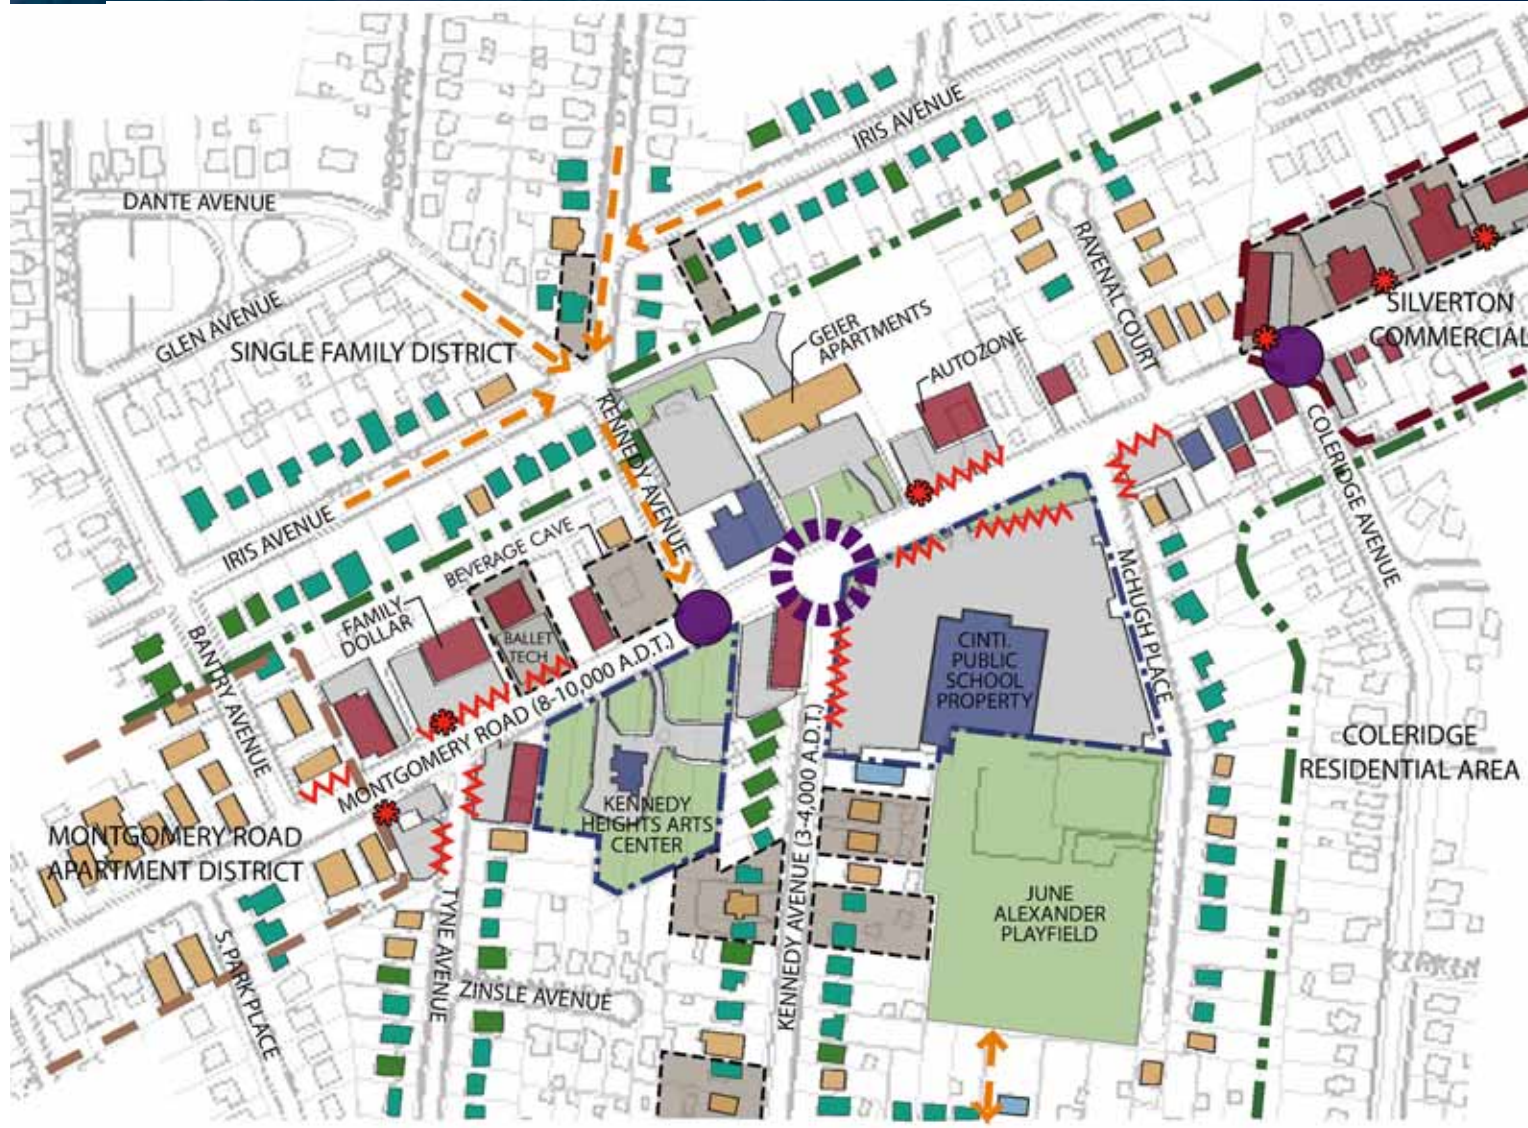 IRIS AVENUE
DANTE AVENUE
RAVENAL COURT
GLEN AVENUE
SINGLE FAMILY DISTRICT
GEIER
APARTMENTS
AUTOZONE
SILVERTON
COMMERCIAL
KENNEDY AVENUE
COLERIDGE AVENUE
IRIS AVENUE
BEVERAGE CAVE
FAMILY
DOLLAR
BALLET
TECH
BANTRY AVENUE
MONTGOMERY ROAD (8-10,000 A.D.T.)
CINTI.
PUBLIC
SCHOOL
PROPERTY
McHUGH PLACE
COLERIDGE
RESIDENTIAL AREA
KENNEDY
HEIGHTS ARTS
CENTER
KENNEDY AVENUE (3-4,000 A.D.T.)
MONTGOMERY ROAD
APARTMENT DISTRICT
JUNE
ALEXANDER
PLAYFIELD
TYNE AVENUE
S. PARK PLACE
ZINSLE AVENUE